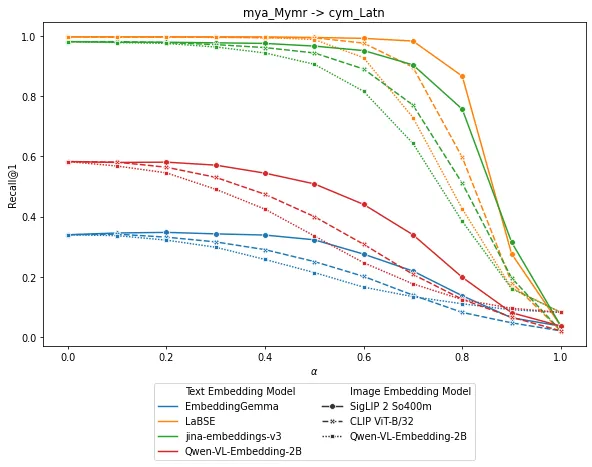 mya_Mymr -> cym_Latn
Recall@1
1.0
0.8
0.6
0.4
0.2
0.0
0.0 0.2 0.4 0.6 0.8 1.0
α
Text Embedding Model
EmbeddingGemma
LaBSE
jina-embeddings-v3
Qwen-VL-Embedding-2B
Image Embedding Model
SigLIP 2 So400m
CLIP ViT-B/32
Qwen-VL-Embedding-2B